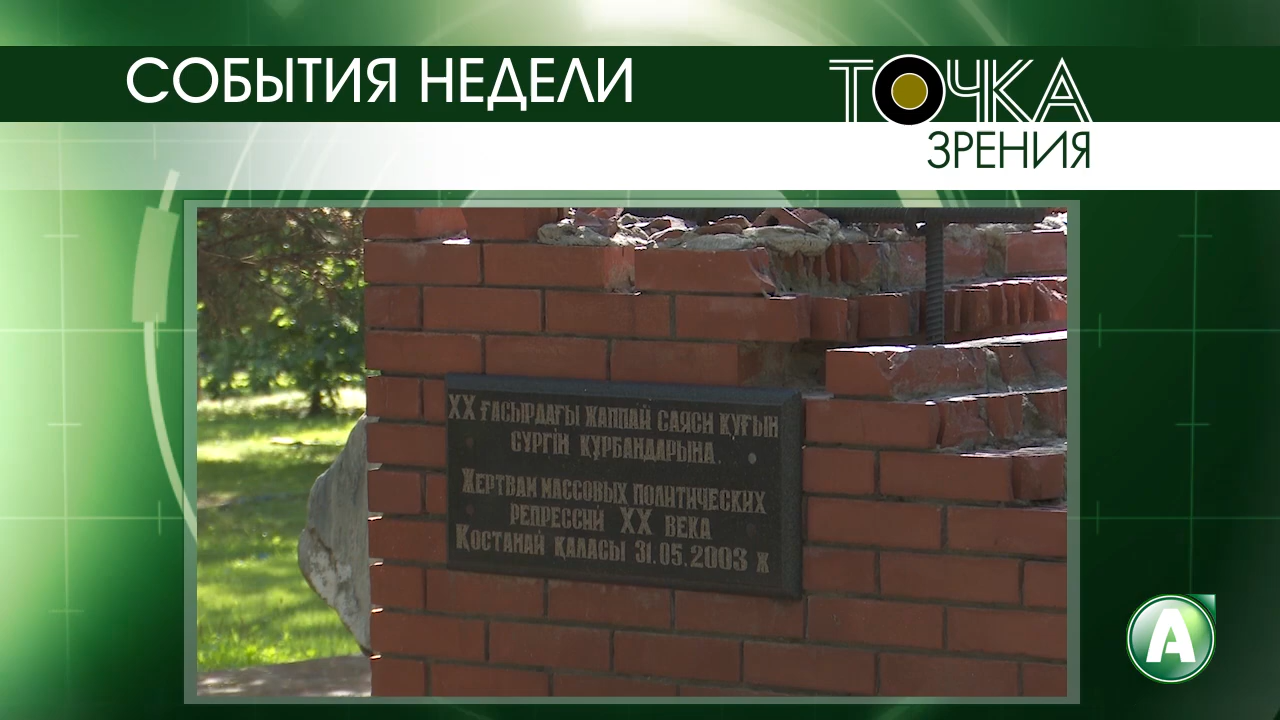 СОБЫТИЯ НЕДЕЛИ
ТОЧКА
ЗРЕНИЯ
XX ҒАСЫРДАҒЫ ЖАППАЙ САЯСИ ҚУҒЫН
СҮРГІН ҚҰРБАНДАРЫНА.
ЖЕРТВАМ МАССОВЫХ ПОЛИТИЧЕСКИХ
РЕПРЕССИЙ XX ВЕКА
ҚОСТАНАЙ ҚАЛАСЫ 31.05.2003 Ж
А